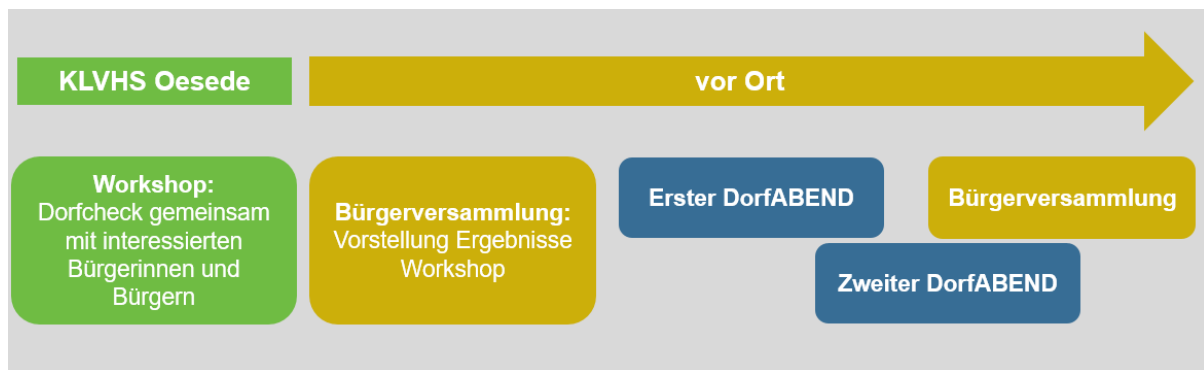 KLVHS Oesede
vor Ort
Workshop:
Dorfcheck gemeinsam
mit interessierten
Bürgerinnen und
Bürgern
Bürgerversammlung:
Vorstellung Ergebnisse
Workshop
Erster DorfABEND
Zweiter DorfABEND
Bürgerversammlung